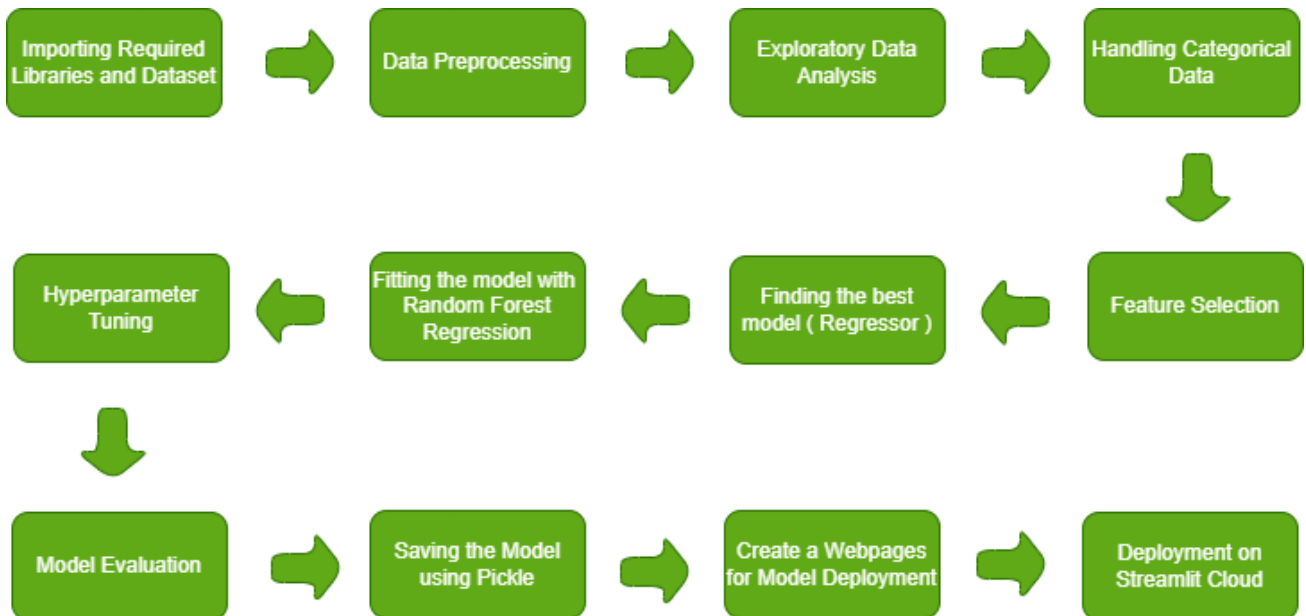 Importing Required
Libraries and Dataset
Data Preprocessing
Exploratory Data
Analysis
Handling Categorical
Data
Feature Selection
Finding the best
model ( Regressor )
Fitting the model with
Random Forest
Regression
Hyperparameter
Tuning
Model Evaluation
Saving the Model
using Pickle
Create a Webpages
for Model Deployment
Deployment on
Streamlit Cloud